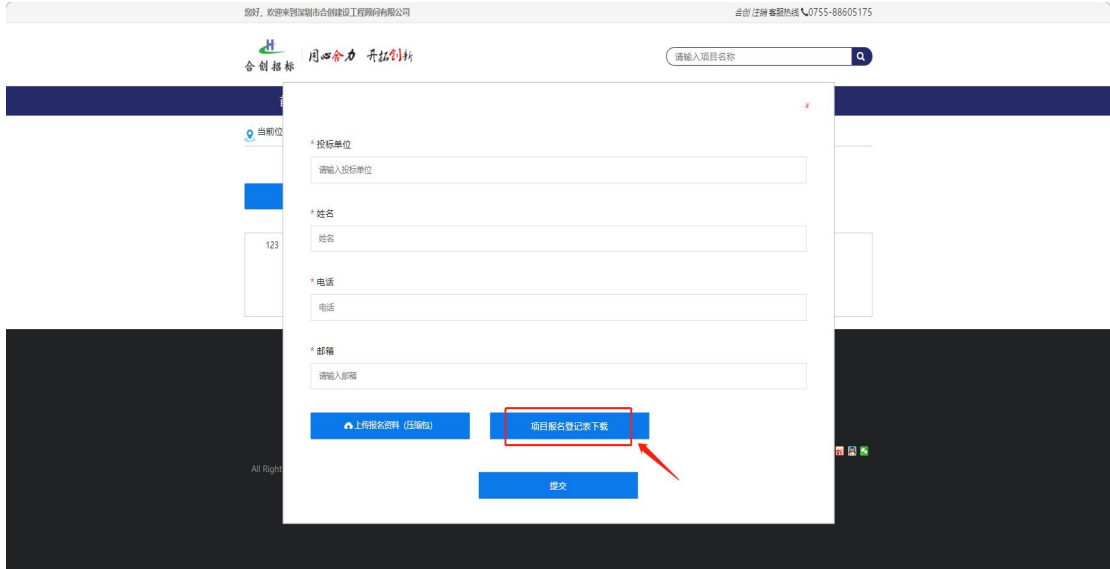 您好，欢迎来到深圳市合创建设工程顾问有限公司
合创 注销 客服热线 0755-88605175
合创招标
同心合力 开拓创新
请输入项目名称
x
当前位
* 投标单位
请输入投标单位
* 姓名
姓名
123
* 电话
电话
* 邮箱
请输入邮箱
上传报名资料（压缩包）
项目报名登记表下载
All Right
提交